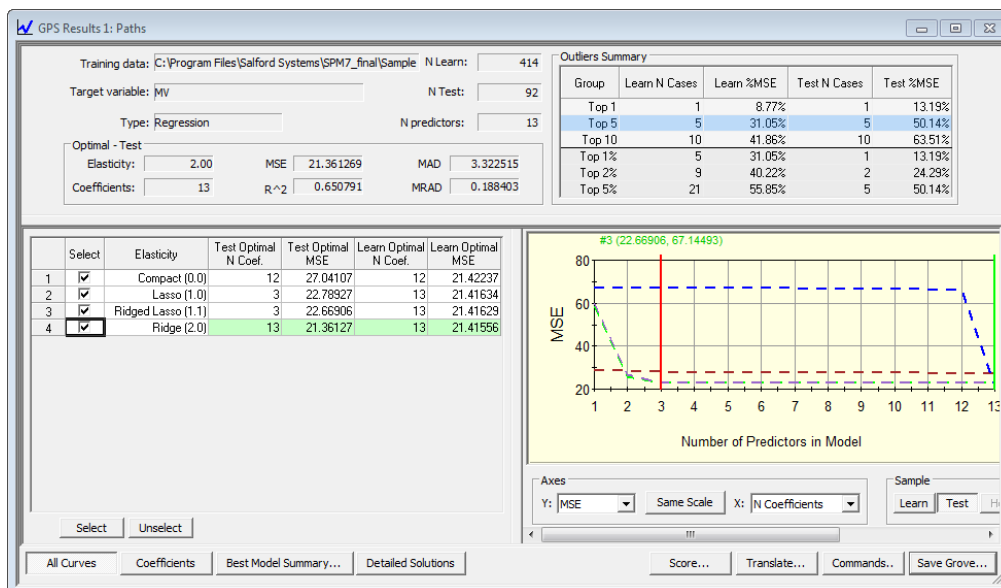 GPS Results 1: Paths
Training data: C:\Program Files\Salford Systems\SPM7_final\Sample N Learn: 414
Target variable: MV N Test: 92
Type: Regression N predictors: 13
Optimal - Test
Elasticity: 2.00 MSE 21.361269 MAD 3.322515
Coefficients: 13 R^2 0.650791 MRAD 0.188403
Outliers Summary
Group Learn N Cases Learn %MSE Test N Cases Test %MSE
Top 1 1 8.77% 1 13.19%
Top 5 5 31.05% 5 50.14%
Top 10 10 41.86% 10 63.51%
Top 1% 5 31.05% 1 13.19%
Top 2% 9 40.22% 2 24.29%
Top 5% 21 55.85% 5 50.14%
Select Elasticity Test Optimal N Coef. Test Optimal MSE Learn Optimal N Coef. Learn Optimal MSE
1 Compact (0.0) 12 27.04107 12 21.42237
2 Lasso (1.0) 3 22.78927 13 21.41634
3 Ridged Lasso (1.1) 3 22.66906 13 21.41629
4 Ridge (2.0) 13 21.36127 13 21.41556
Select Unselect
#3 (22.66906, 67.14493)
80
60
40
20
MSE
1 2 3 4 5 6 7 8 9 10 11 12 13
Number of Predictors in Model
Axes
Y: MSE Same Scale X: N Coefficients
Sample
Learn Test
All Curves Coefficients Best Model Summary... Detailed Solutions Score... Translate... Commands.. Save Grove...